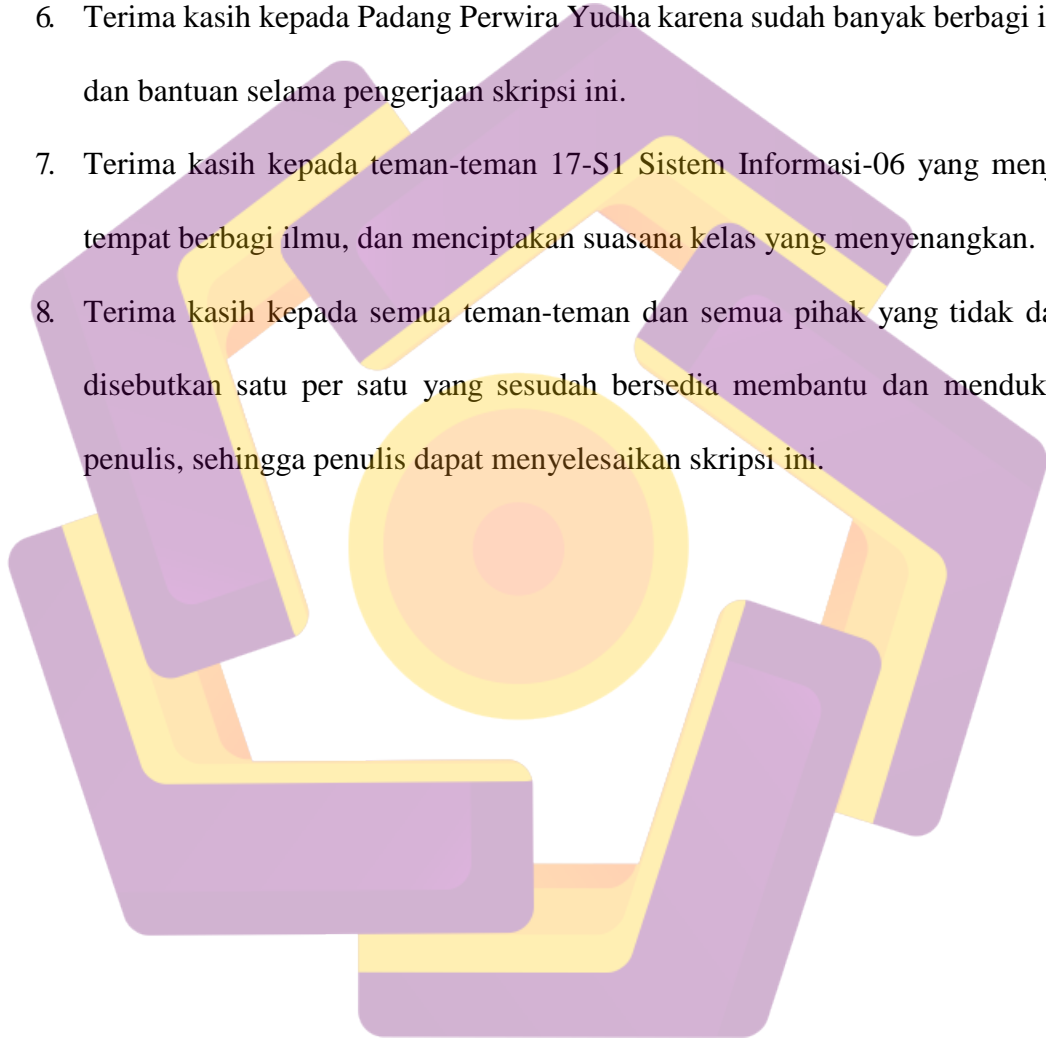 6. Terima kasih kepada Padang Perwira Yudha karena sudah banyak berbagi
dan bantuan selama pengerjaan skripsi ini.
7. Terima kasih kepada teman-teman 17-S1 Sistem Informasi-06 yang
tempat berbagi ilmu, dan menciptakan suasana kelas yang menyenangkan.
8. Terima kasih kepada semua teman-teman dan semua pihak yang tidak
disebutkan satu per satu yang sesudah bersedia membantu dan
penulis, sehingga penulis dapat menyelesaikan skripsi ini.